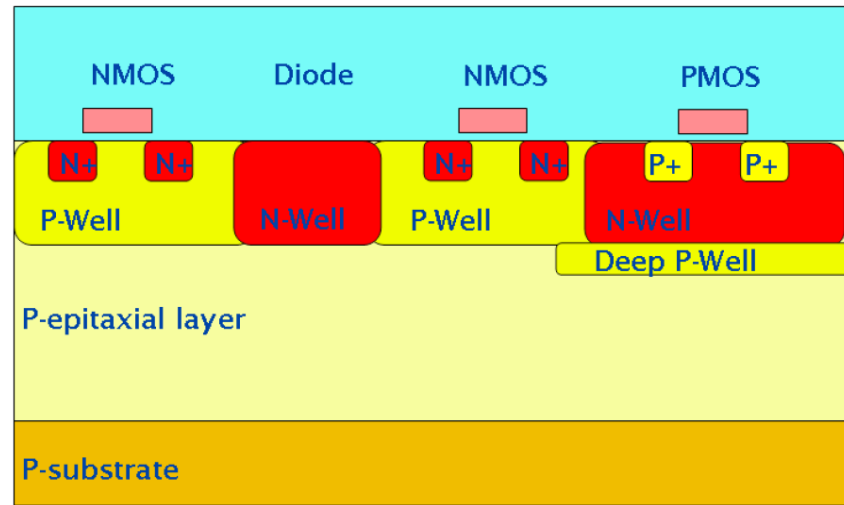 NMOS Diode NMOS PMOS
N+ N+ N+ N+ P+ P+
P-Well N-Well P-Well N-Well
Deep P-Well
P-epitaxial layer
P-substrate